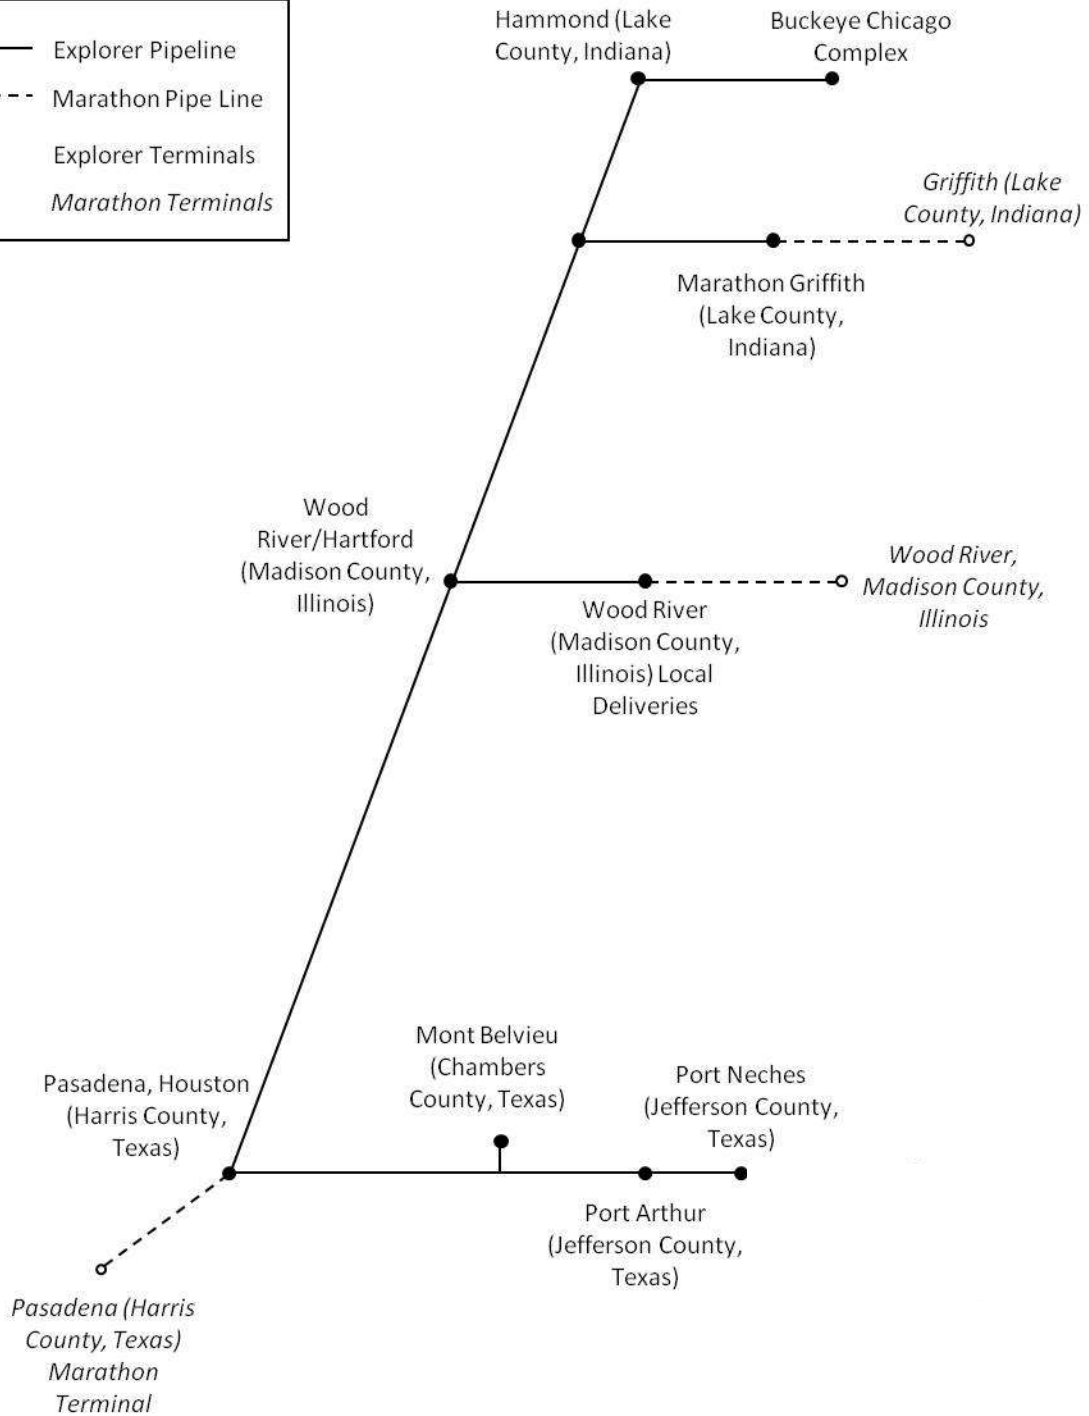 Explorer Pipeline
Marathon Pipe Line
Explorer Terminals
Marathon Terminals
Hammond (Lake
County, Indiana)
Buckeye Chicago
Complex
Griffith (Lake
County, Indiana)
Marathon Griffith
(Lake County,
Indiana)
Wood
River/Hartford
(Madison County,
Illinois)
Wood River
(Madison County,
Illinois) Local
Deliveries
Wood River,
Madison County,
Illinois
Pasadena, Houston
(Harris County,
Texas)
Mont Belvieu
(Chambers
County, Texas)
Port Neches
(Jefferson County,
Texas)
Port Arthur
(Jefferson County,
Texas)
Pasadena (Harris
County, Texas)
Marathon
Terminal